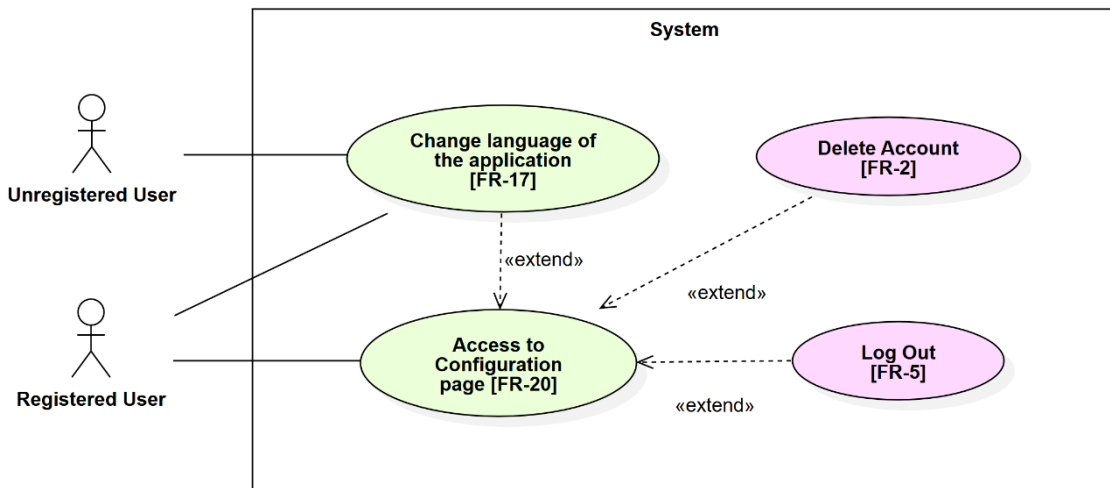 System
Change language of
the application
[FR-17]
Delete Account
[FR-2]
Unregistered User
«extend»
«extend»
Access to
Configuration
page [FR-20]
Log Out
[FR-5]
Registered User
«extend»